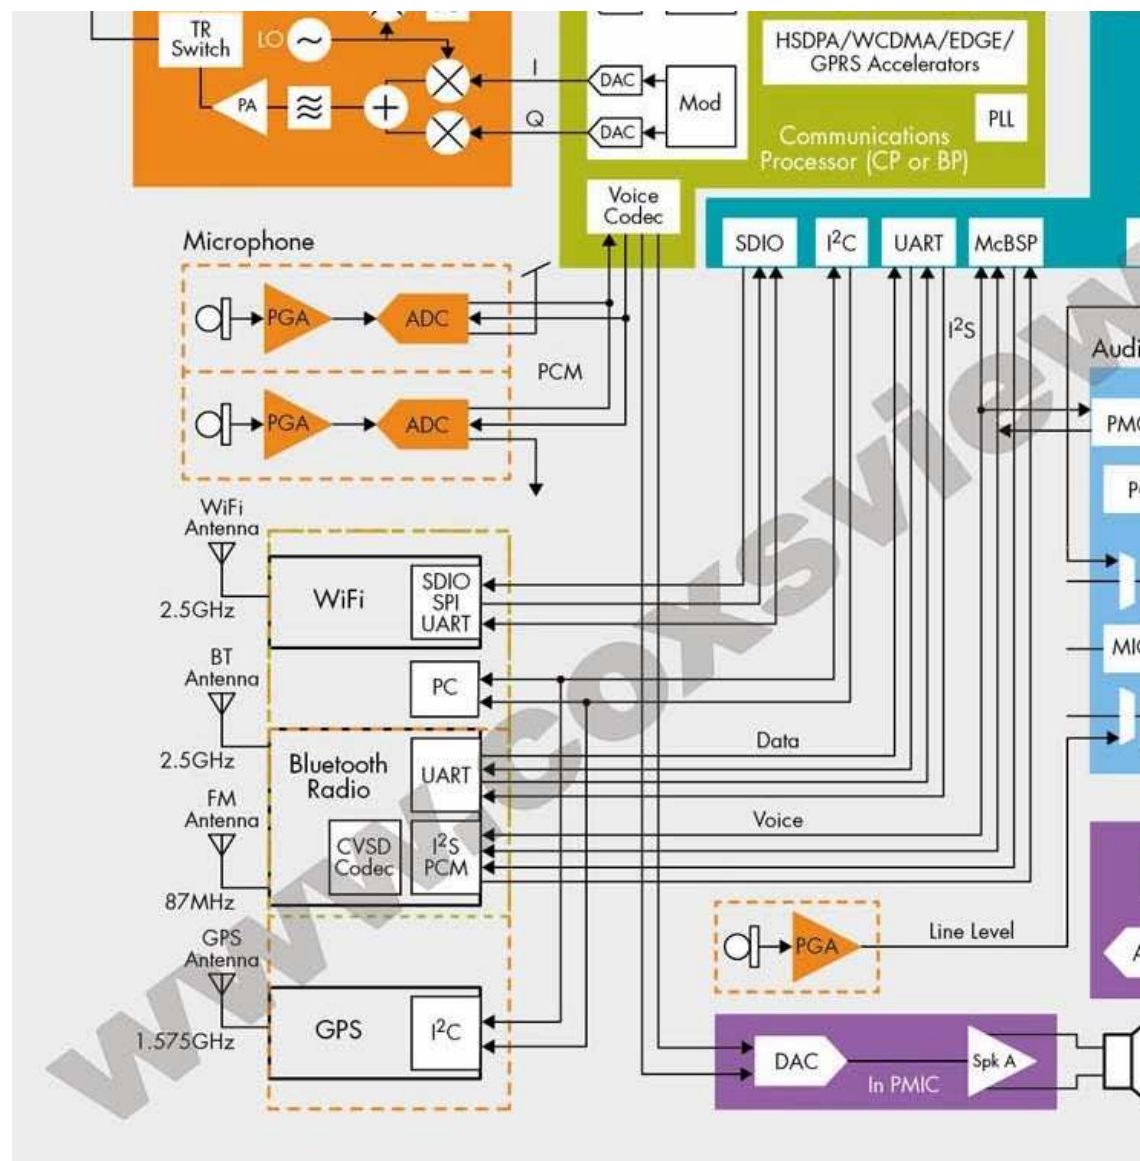 TR
Switch
LO
HSDPA/WCDMA/EDGE/
GPRS Accelerators
I
DAC
PA
Mod
Q
DAC
PLL
Communications
Processor (CP or BP)
Voice
Codec
SDIO
I²C
UART
McBSP
Microphone
PGA
ADC
I²S
Audi
PCM
PGA
ADC
PMC
P
WiFi
Antenna
WiFi
SDIO
SPI
UART
2.5GHz
MIC
BT
Antenna
PC
Data
2.5GHz
Bluetooth
Radio
UART
FM
Antenna
Voice
CVSD
Codec
I²S
PCM
87MHz
GPS
Antenna
PGA
Line Level
A
1.575GHz
GPS
I²C
DAC
Spk A
In PMIC
www.coxsview